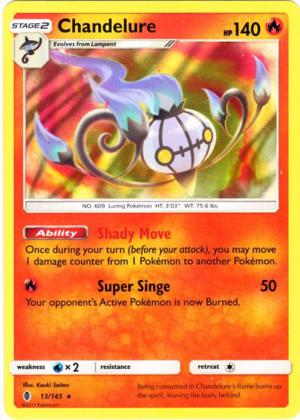 STAGE2 Chandelure HP 140
Evolves from Lampent
NO. 609 Luring Pokémon HT: 3'03" WT: 75.6 lbs.
Ability Shady Move
Once during your turn (before your attack), you may move
1 damage counter from 1 Pokémon to another Pokémon.
Super Singe 50
Your opponent's Active Pokémon is now Burned.
weakness ×2 resistance retreat
Illus. Kouki Saitou
13/145
Being consumed in Chandelure's flame burns up
the spirit, leaving the body behind.
©2017 Pokémon